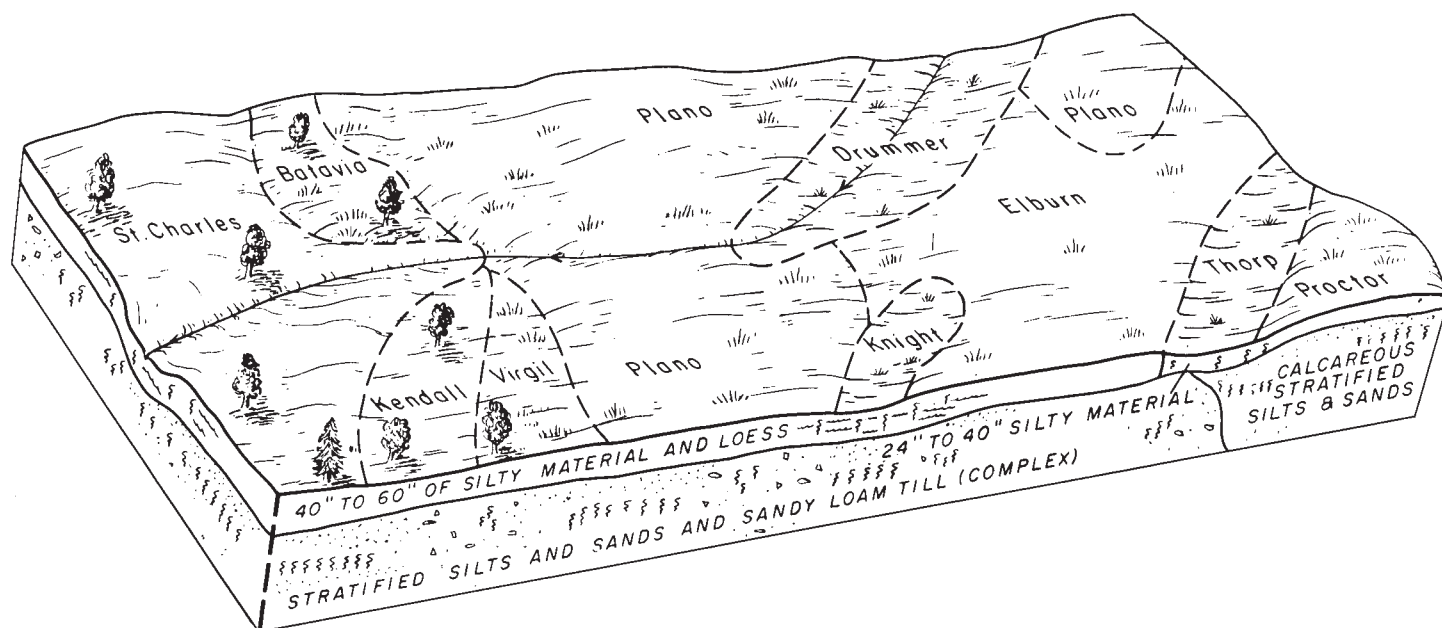 Plano
Plano
Drummer
Batavia
St. Charles
Elburn
Thorp
Proctor
Knight
Virgil
Plano
Kendall
CALCAREOUS
STRATIFIED
SILTS & SANDS
24" TO 40" SILTY MATERIAL
40" TO 60" OF SILTY MATERIAL AND LOESS
STRATIFIED SILTS AND SANDS AND SANDY LOAM TILL (COMPLEX)